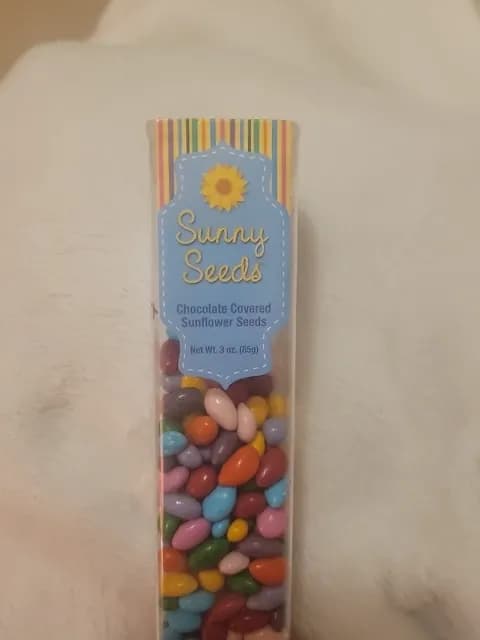 Sunny
Seeds
Chocolate Covered
Sunflower Seeds
Net Wt. 3 oz. (85g)